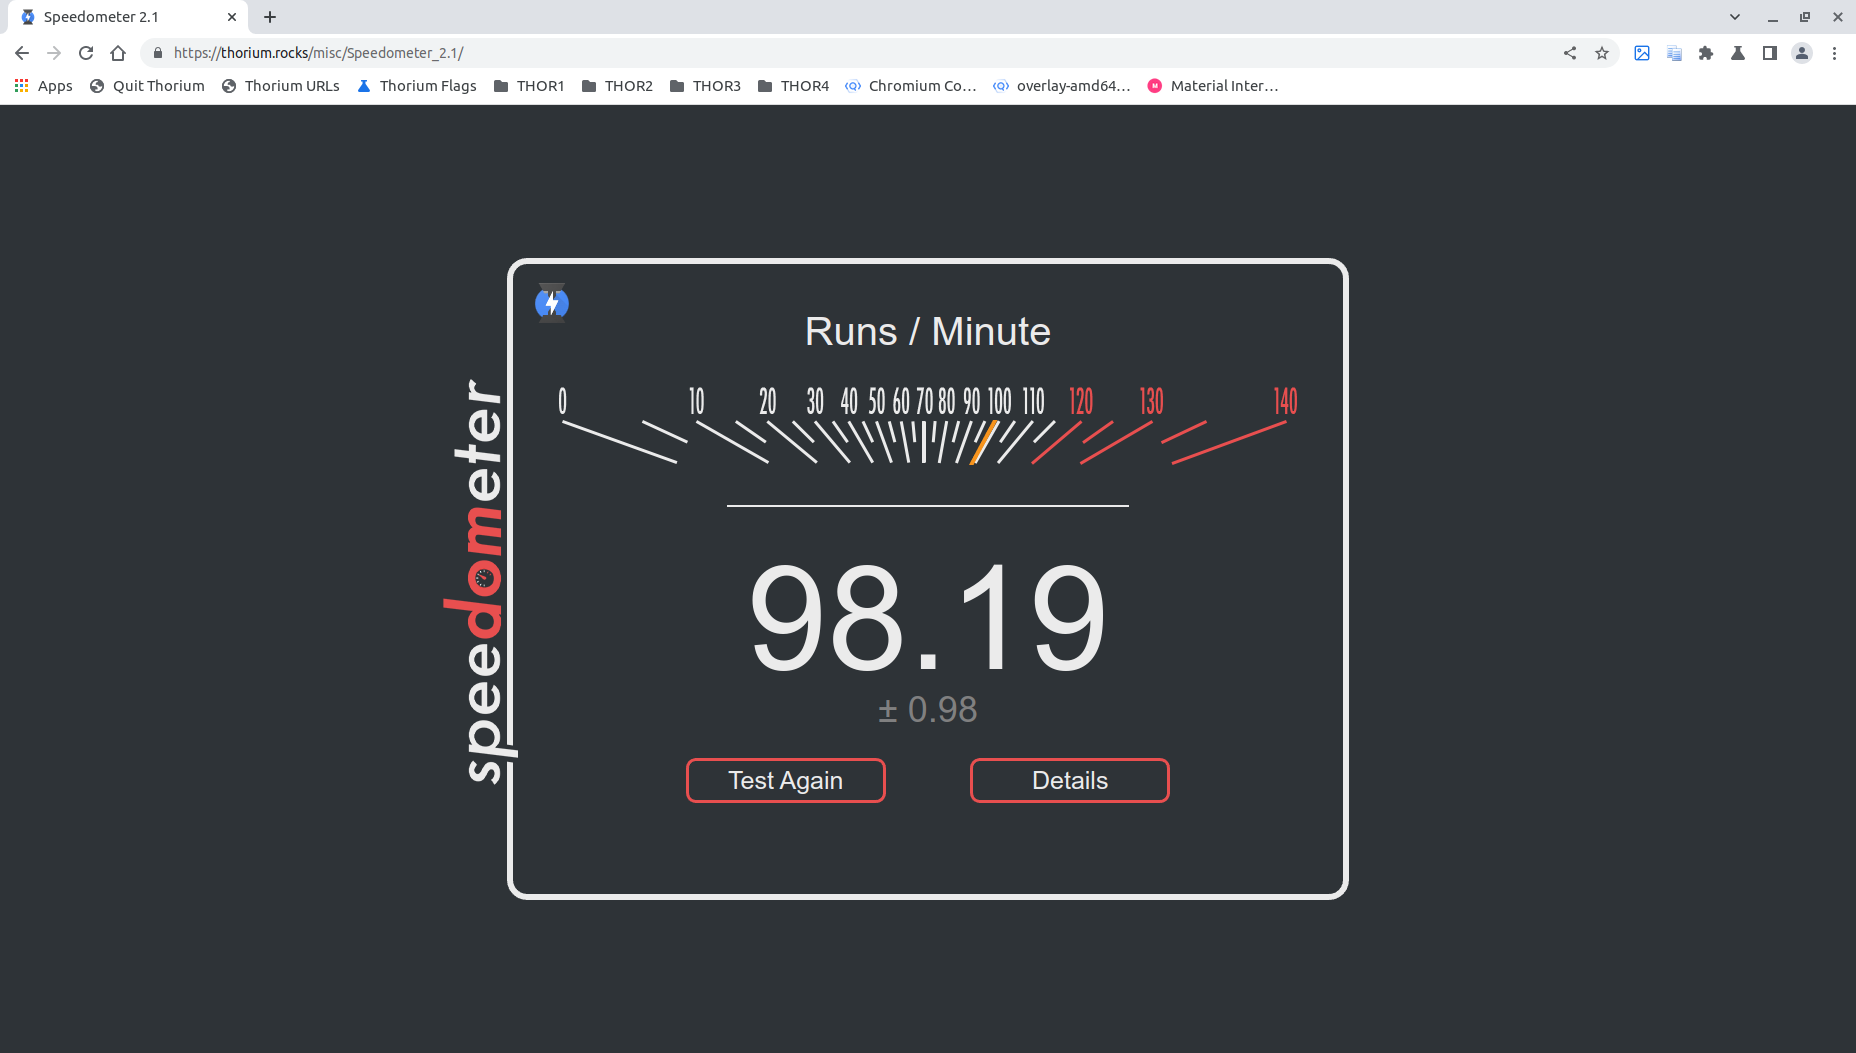 Speedometer 2.1
https://thorium.rocks/misc/Speedometer_2.1/
Apps Quit Thorium Thorium URLs Thorium Flags THOR1 THOR2 THOR3 THOR4 Chromium Co… overlay-amd64… M Material Inter…
Runs / Minute
0 10 20 30 40 50 60 70 80 90 100 110 120 130 140
speedometer
98.19
± 0.98
Test Again Details